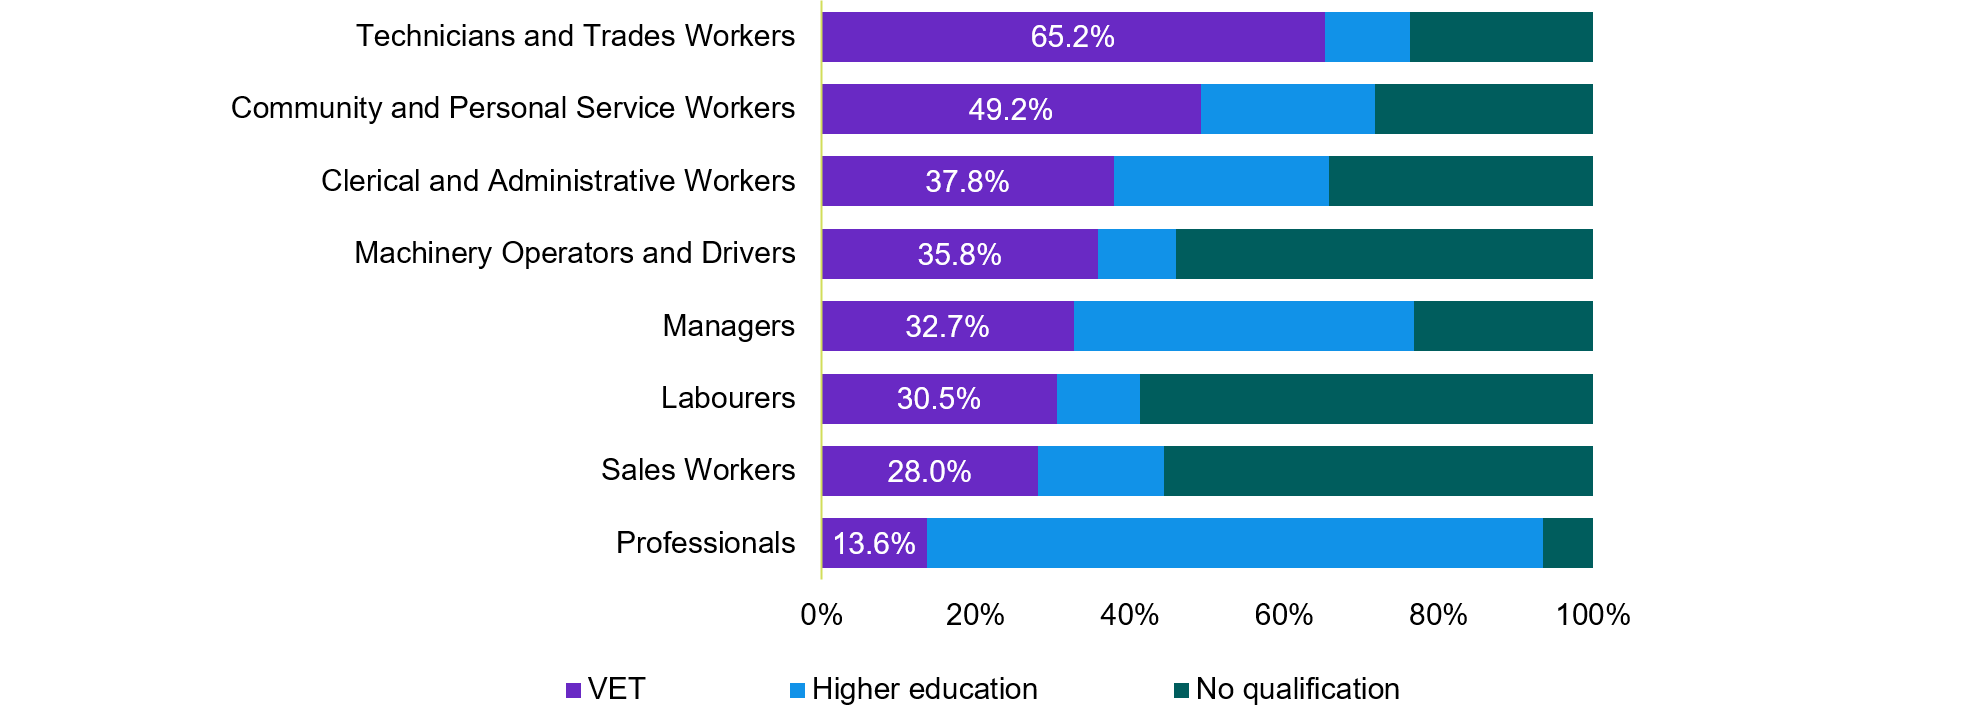 Technicians and Trades Workers 65.2%
Community and Personal Service Workers 49.2%
Clerical and Administrative Workers 37.8%
Machinery Operators and Drivers 35.8%
Managers 32.7%
Labourers 30.5%
Sales Workers 28.0%
Professionals 13.6%
0% 20% 40% 60% 80% 100%
VET Higher education No qualification